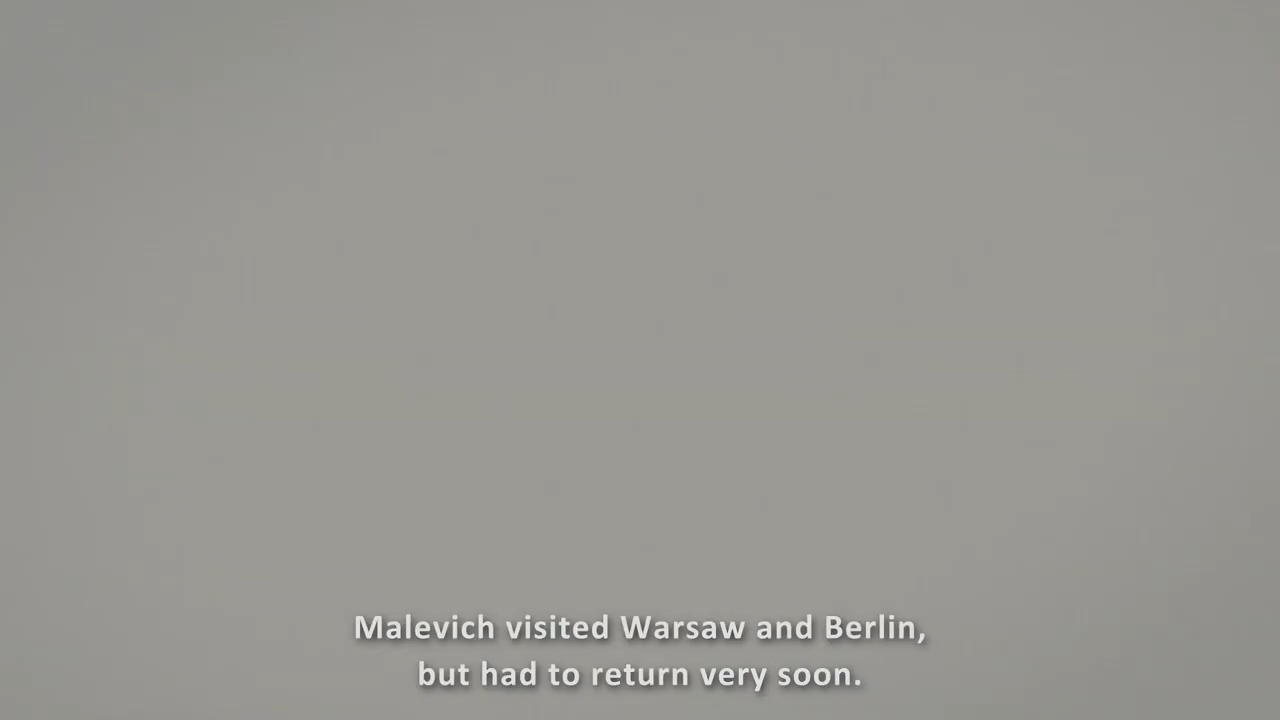 Malevich visited Warsaw and Berlin,
but had to return very soon.